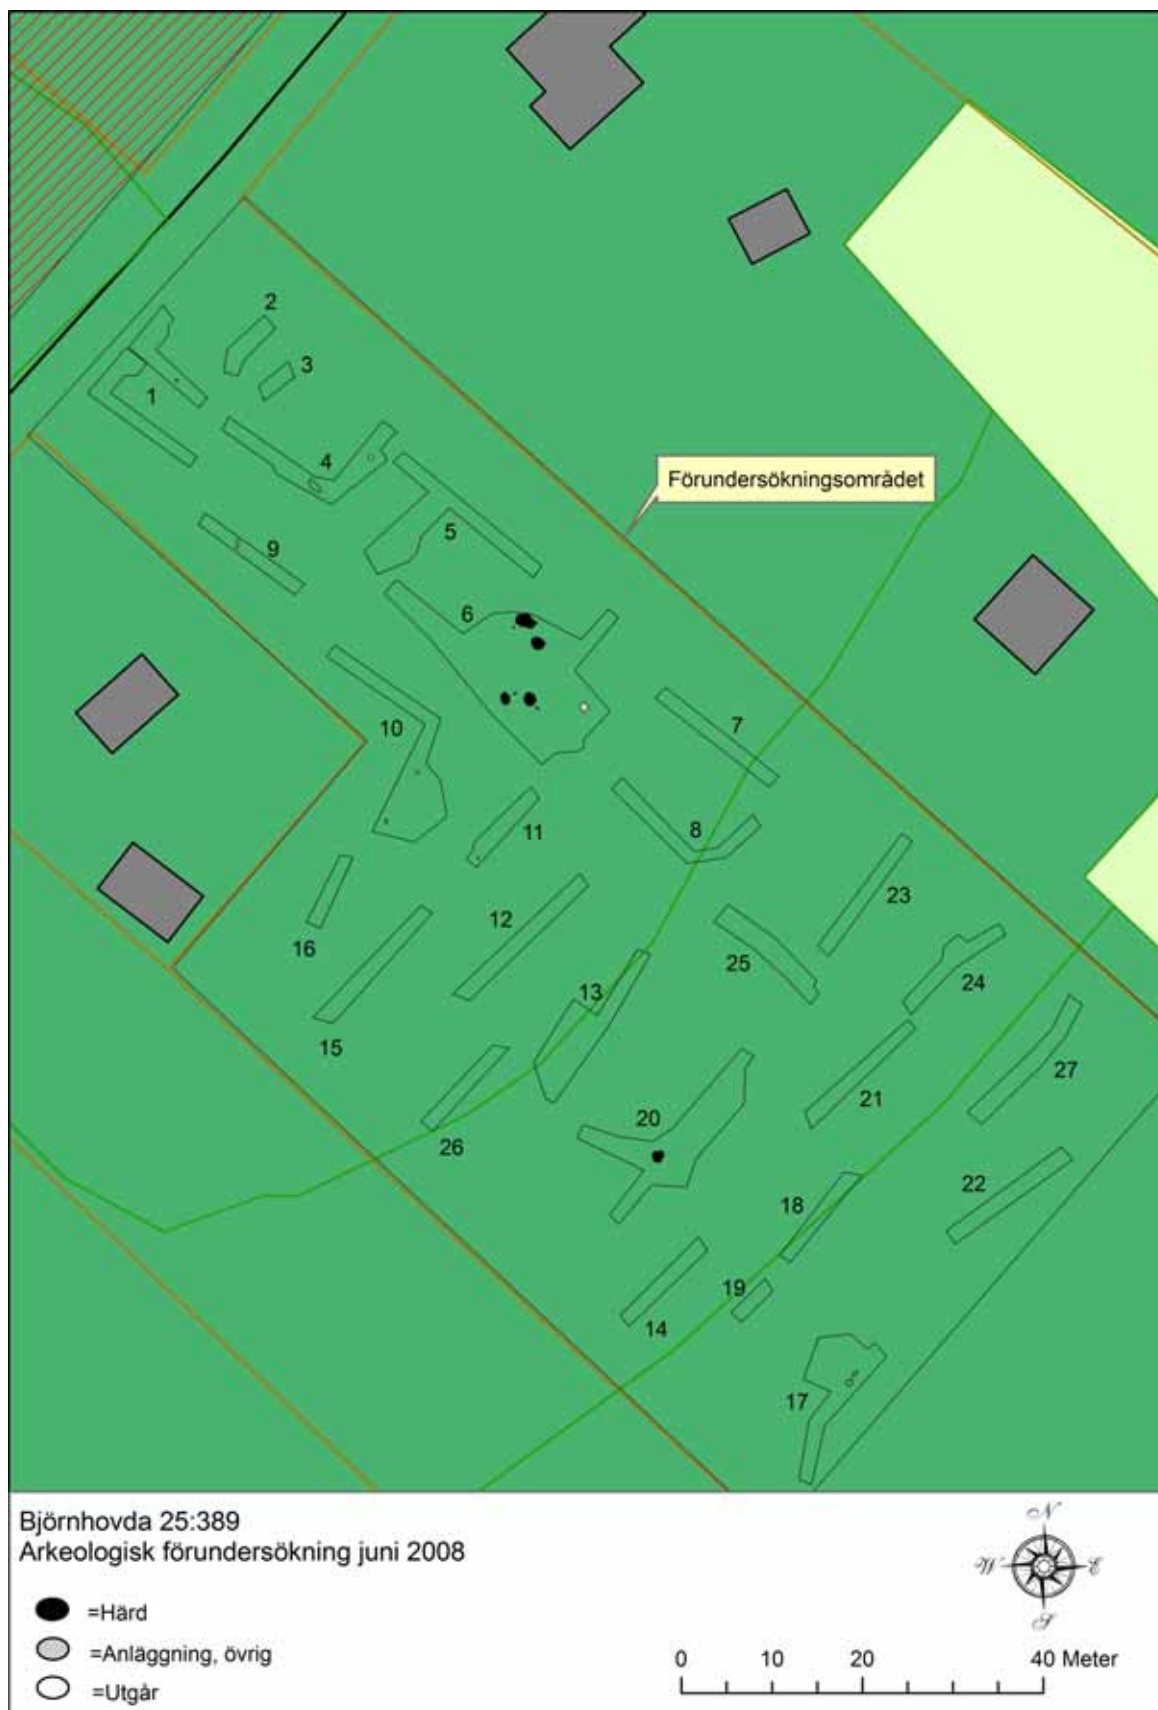 2
3
1
4
Förundersökningsområdet
5
9
6
7
10
8
11
23
12
16
25
24
13
15
27
21
20
26
22
18
19
14
17
Björnhovda 25:389
Arkeologisk förundersökning juni 2008
N
W E
S
=Härd
=Anläggning, övrig
=Utgår
0 10 20 40 Meter